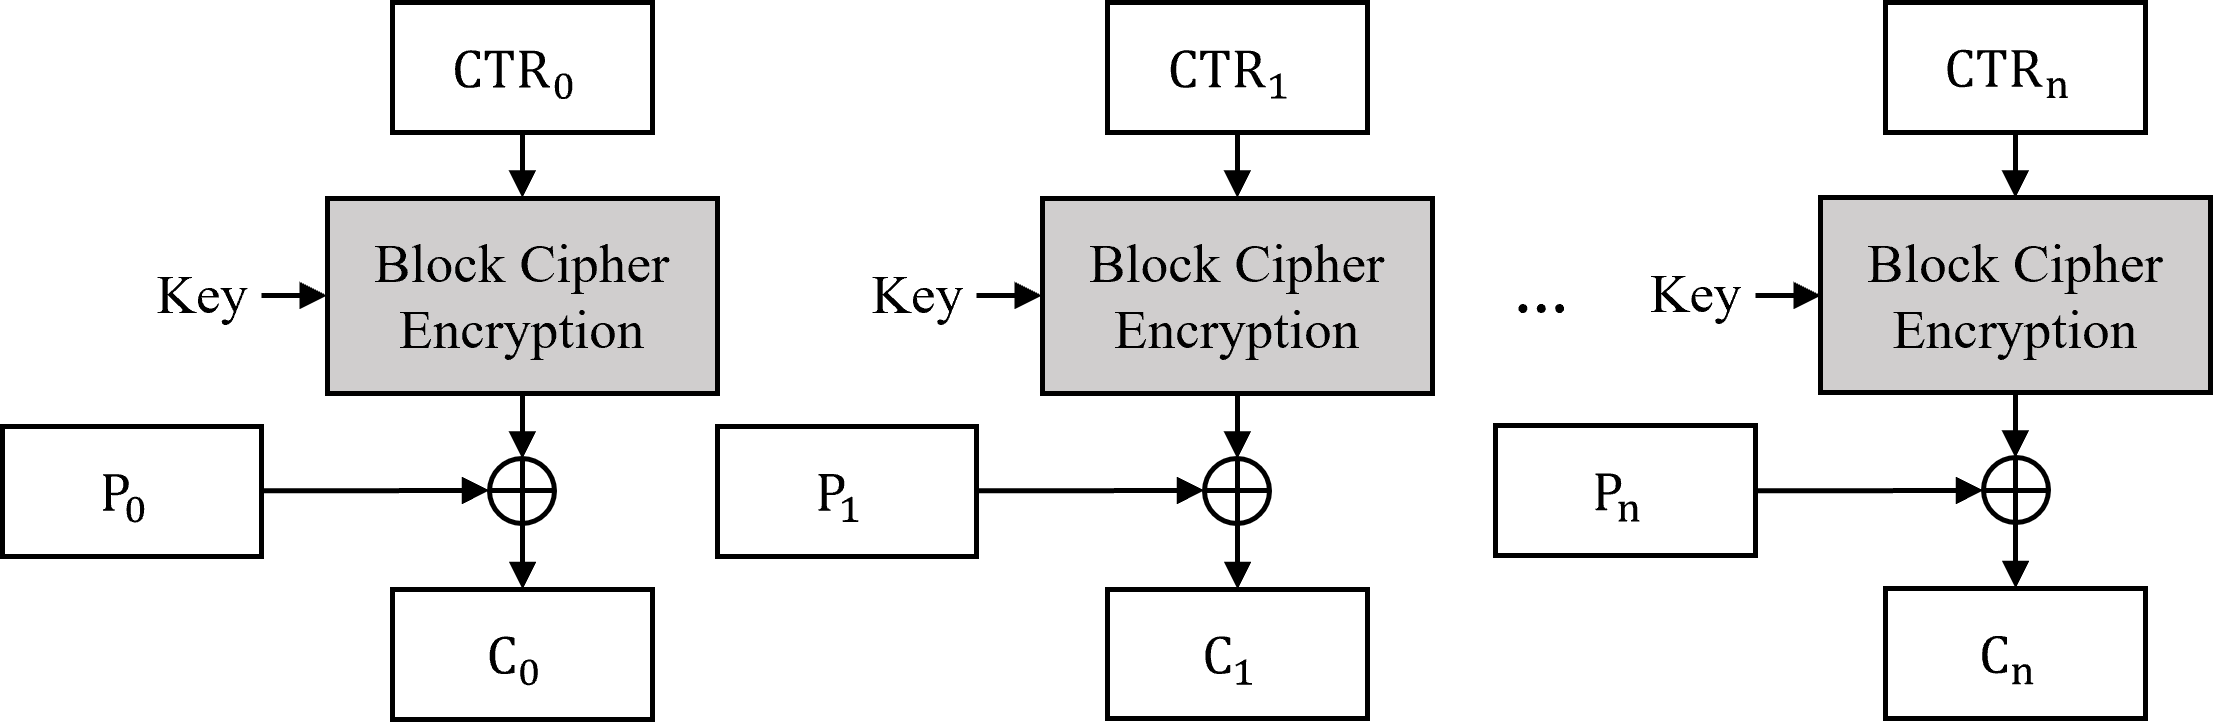 CTR₀
CTR₁
CTRₙ
Key
Block Cipher
Encryption
Key
Block Cipher
Encryption
...
Key
Block Cipher
Encryption
P₀
P₁
Pₙ
C₀
C₁
Cₙ